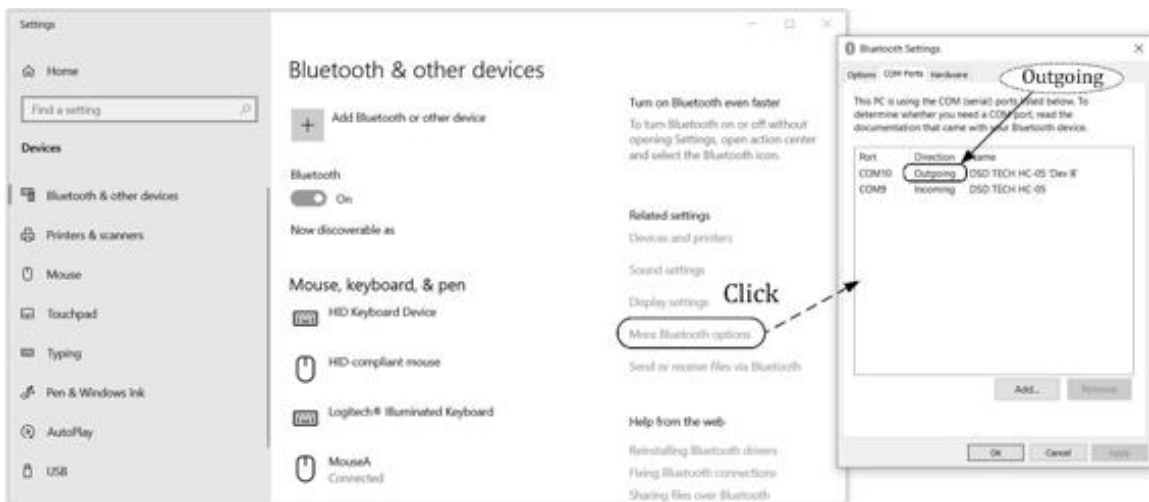 Settings
Home
Find a setting
Devices
Bluetooth & other devices
Printers & scanners
Mouse
Touchpad
Typing
Pen & Windows Ink
AutoPlay
USB
Bluetooth & other devices
Add Bluetooth or other device
Bluetooth
On
Now discoverable as
Mouse, keyboard, & pen
HID Keyboard Device
HID-compliant mouse
Logitech® Illuminated Keyboard
MouseA
Connected
Turn on Bluetooth even faster
To turn Bluetooth on or off without
opening Settings, open action center
and select the Bluetooth icon.
Related settings
Devices and printers
Sound settings
Display settings
Click
More Bluetooth options
Send or receive files via Bluetooth
Help from the web
Reinstalling Bluetooth drivers
Fixing Bluetooth connections
Sharing files over Bluetooth
Bluetooth Settings
Options COM Ports Hardware
Outgoing
This PC is using the COM (serial) ports listed below. To
determine whether you need a COM port, read the
documentation that came with your Bluetooth device.
Port Direction Name
COM10 Outgoing DSD TECH HC-05 'Dev B'
COM9 Incoming DSD TECH HC-05
Add... Remove
OK Cancel Apply